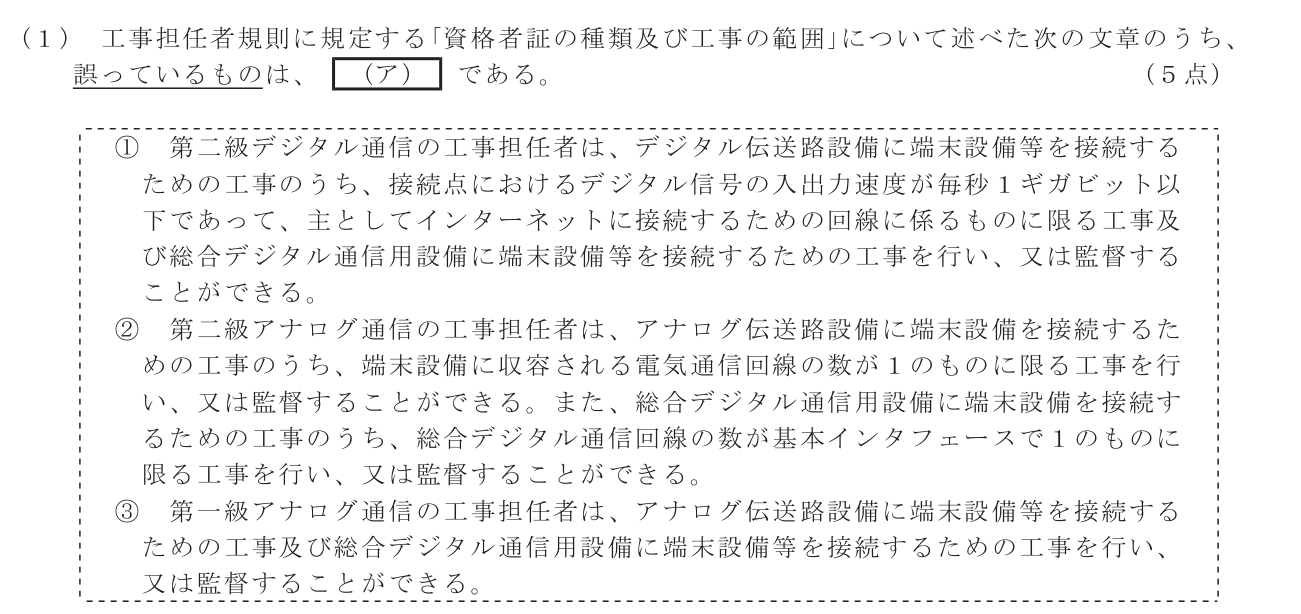 （１） 工事担任者規則に規定する｢資格者証の種類及び工事の範囲｣について述べた次の文章のうち、
誤っているものは、 （ア） である。 （５点）
① 第二級デジタル通信の工事担任者は、デジタル伝送路設備に端末設備等を接続する
ための工事のうち、接続点におけるデジタル信号の入出力速度が毎秒１ギガビット以
下であって、主としてインターネットに接続するための回線に係るものに限る工事及
び総合デジタル通信用設備に端末設備等を接続するための工事を行い、又は監督する
ことができる。
② 第二級アナログ通信の工事担任者は、アナログ伝送路設備に端末設備を接続するた
めの工事のうち、端末設備に収容される電気通信回線の数が１のものに限る工事を行
い、又は監督することができる。また、総合デジタル通信用設備に端末設備を接続す
るための工事のうち、総合デジタル通信回線の数が基本インタフェースで１のものに
限る工事を行い、又は監督することができる。
③ 第一級アナログ通信の工事担任者は、アナログ伝送路設備に端末設備等を接続する
ための工事及び総合デジタル通信用設備に端末設備等を接続するための工事を行い、
又は監督することができる。